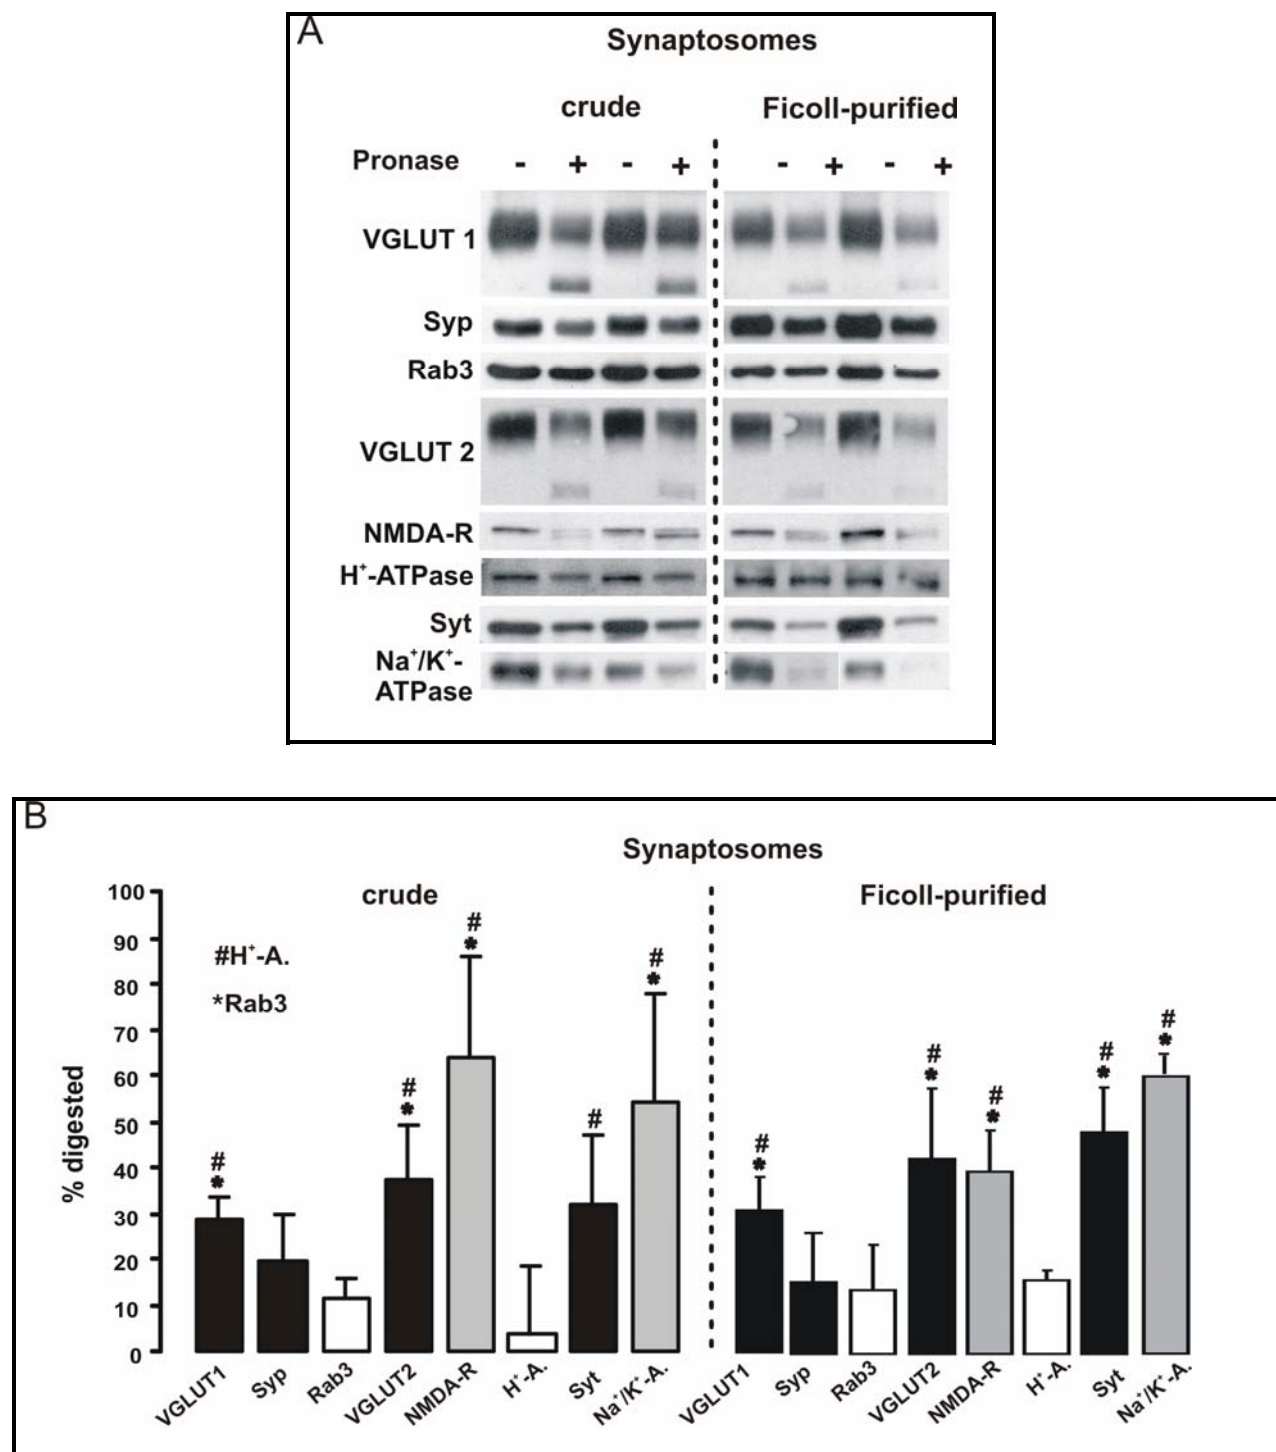 A
Synaptosomes
crude Ficoll-purified
Pronase - + - + - + - +
VGLUT 1
Syp
Rab3
VGLUT 2
NMDA-R
H⁺-ATPase
Syt
Na⁺/K⁺-
ATPase
B
Synaptosomes
crude Ficoll-purified
#H⁺-A.
*Rab3
% digested
100
90
80
70
60
50
40
30
20
10
0
# * # * # * # # * # * # * # * # * # *
VGLUT1 Syp Rab3 VGLUT2 NMDA-R H⁺-A. Syt Na⁺/K⁺-A. VGLUT1 Syp Rab3 VGLUT2 NMDA-R H⁺-A. Syt Na⁺/K⁺-A.